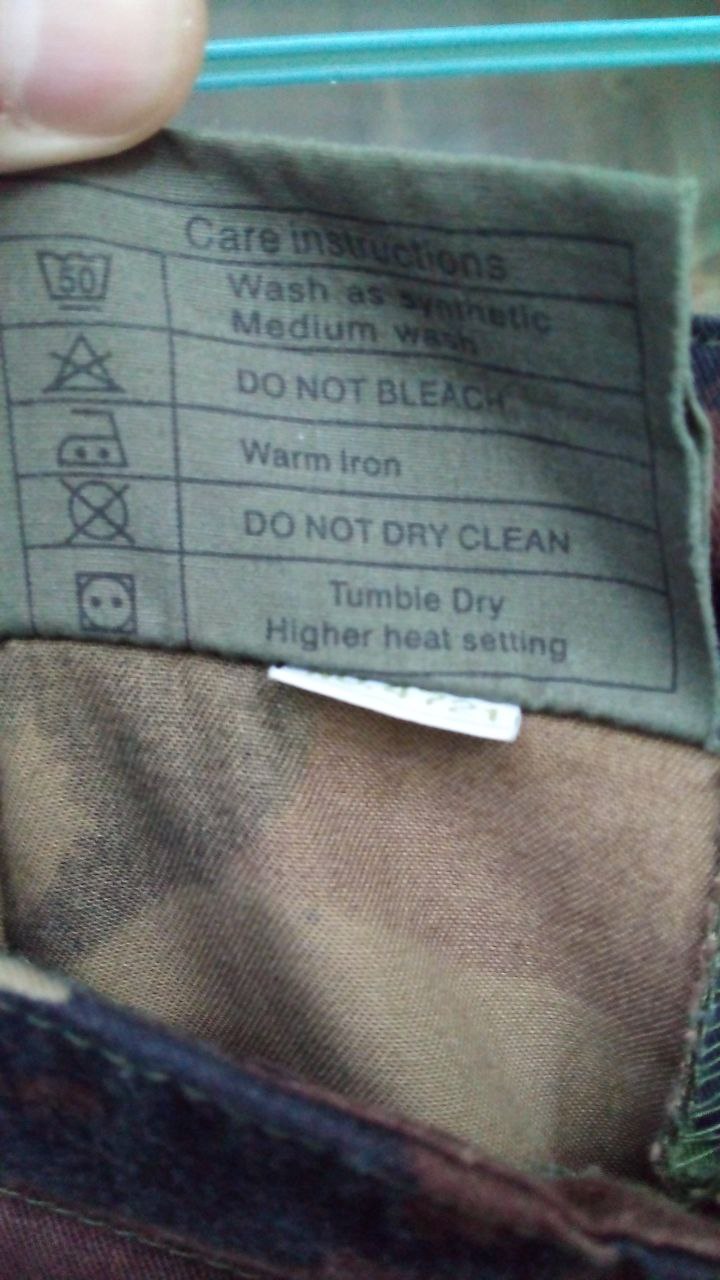 Care instructions
50
Wash as synthetic
Medium wash
DO NOT BLEACH
Warm Iron
DO NOT DRY CLEAN
Tumble Dry
Higher heat setting